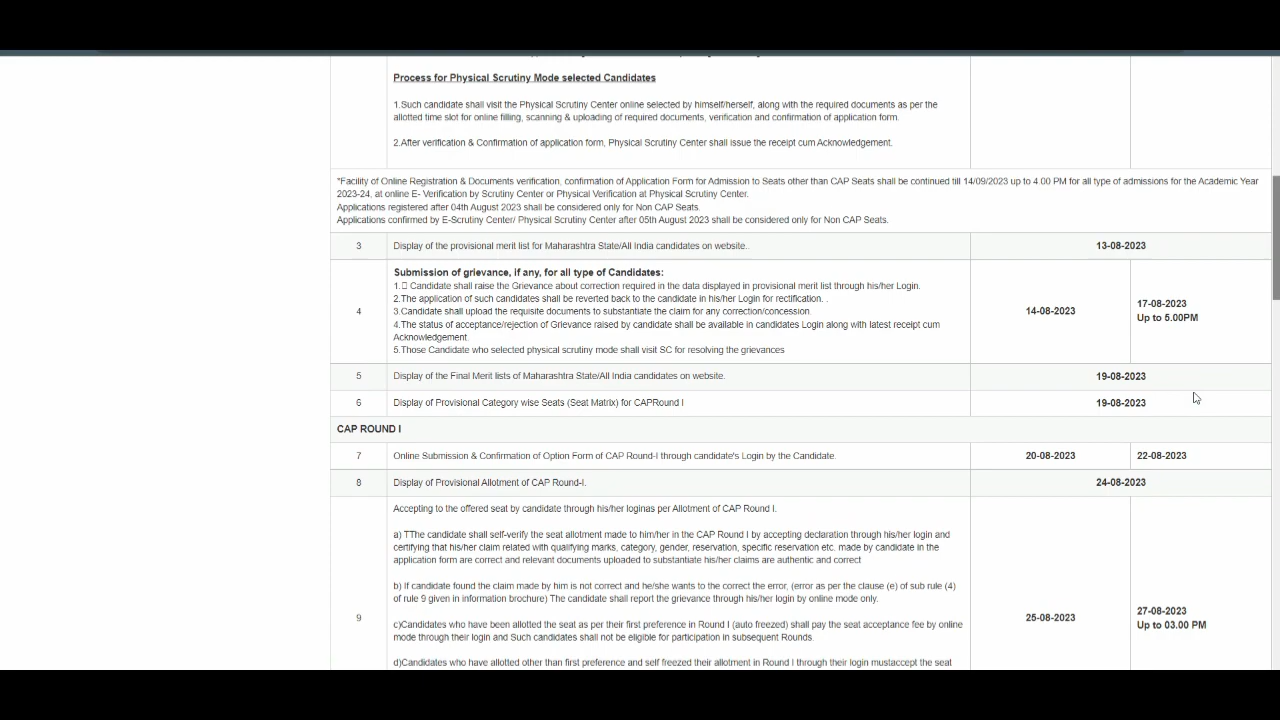 Process for Physical Scrutiny Mode selected Candidates
1.Such candidate shall visit the Physical Scrutiny Center online selected by himself/herself, along with the required documents as per the
allotted time slot for online filling, scanning & uploading of required documents, verification and confirmation of application form.
2.After verification & Confirmation of application form, Physical Scrutiny Center shall issue the receipt cum Acknowledgement.
*Facility of Online Registration & Documents verification, confirmation of Application Form for Admission to Seats other than CAP Seats shall be continued till 14/09/2023 up to 4.00 PM for all type of admissions for the Academic Year
2023-24, at online E- Verification by Scrutiny Center or Physical Verification at Physical Scrutiny Center.
Applications registered after 04th August 2023 shall be considered only for Non CAP Seats.
Applications confirmed by E-Scrutiny Center/ Physical Scrutiny Center after 05th August 2023 shall be considered only for Non CAP Seats.
3 Display of the provisional merit list for Maharashtra State/All India candidates on website.. 13-08-2023
Submission of grievance, if any, for all type of Candidates:
1. Candidate shall raise the Grievance about correction required in the data displayed in provisional merit list through his/her Login.
2.The application of such candidates shall be reverted back to the candidate in his/her Login for rectification. .
3.Candidate shall upload the requisite documents to substantiate the claim for any correction/concession.
4.The status of acceptance/rejection of Grievance raised by candidate shall be available in candidates Login along with latest receipt cum
Acknowledgement.
5.Those Candidate who selected physical scrutiny mode shall visit SC for resolving the grievances
4 14-08-2023 17-08-2023
Up to 5.00PM
5 Display of the Final Merit lists of Maharashtra State/All India candidates on website. 19-08-2023
6 Display of Provisional Category wise Seats (Seat Matrix) for CAPRound I 19-08-2023
CAP ROUND I
7 Online Submission & Confirmation of Option Form of CAP Round-I through candidate's Login by the Candidate. 20-08-2023 22-08-2023
8 Display of Provisional Allotment of CAP Round-I. 24-08-2023
Accepting to the offered seat by candidate through his/her loginas per Allotment of CAP Round I.
a) TThe candidate shall self-verify the seat allotment made to him/her in the CAP Round I by accepting declaration through his/her login and
certifying that his/her claim related with qualifying marks, category, gender, reservation, specific reservation etc. made by candidate in the
application form are correct and relevant documents uploaded to substantiate his/her claims are authentic and correct
b) If candidate found the claim made by him is not correct and he/she wants to the correct the error, (error as per the clause (e) of sub rule (4)
of rule 9 given in information brochure) The candidate shall report the grievance through his/her login by online mode only.
9 25-08-2023 27-08-2023
Up to 03.00 PM
c)Candidates who have been allotted the seat as per their first preference in Round I (auto freezed) shall pay the seat acceptance fee by online
mode through their login and Such candidates shall not be eligible for participation in subsequent Rounds.
d)Candidates who have allotted other than first preference and self freezed their allotment in Round I through their login mustaccept the seat